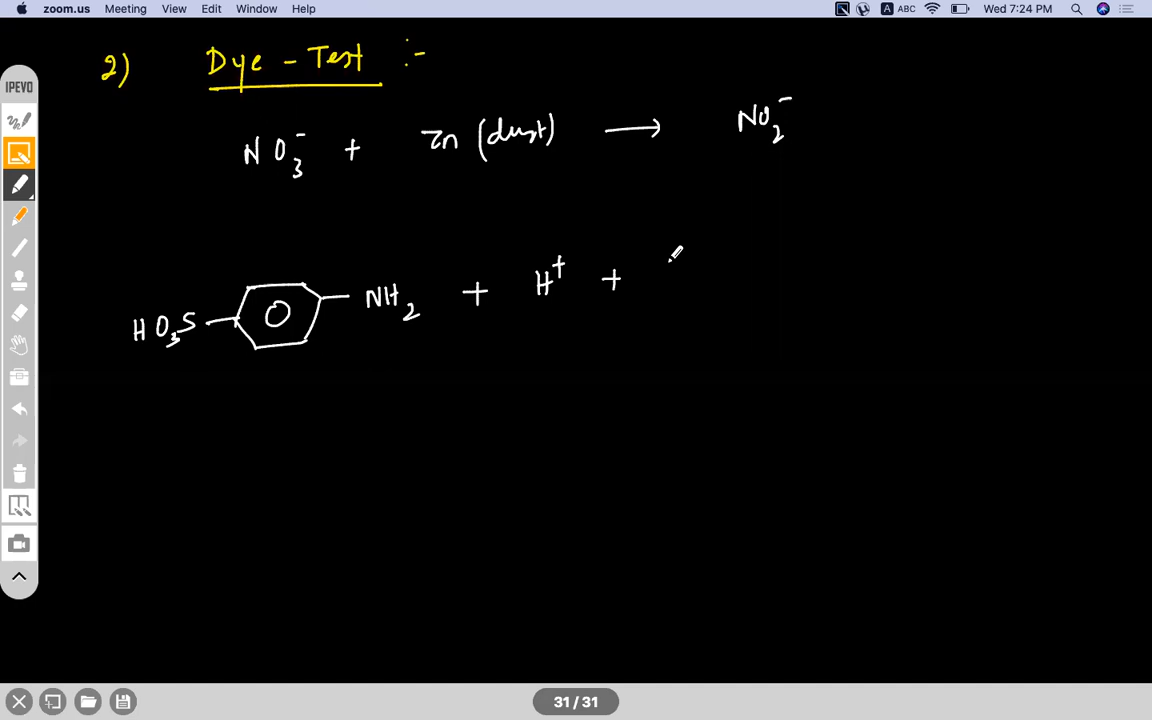 zoom.us Meeting View Edit Window Help A ABC Wed 7:24 PM
IPEVO
2) Dye - Test :-
NO₃⁻ + Zn (dust) ⟶ NO₂⁻
HO₃S NH₂ + H⁺ +
31 / 31